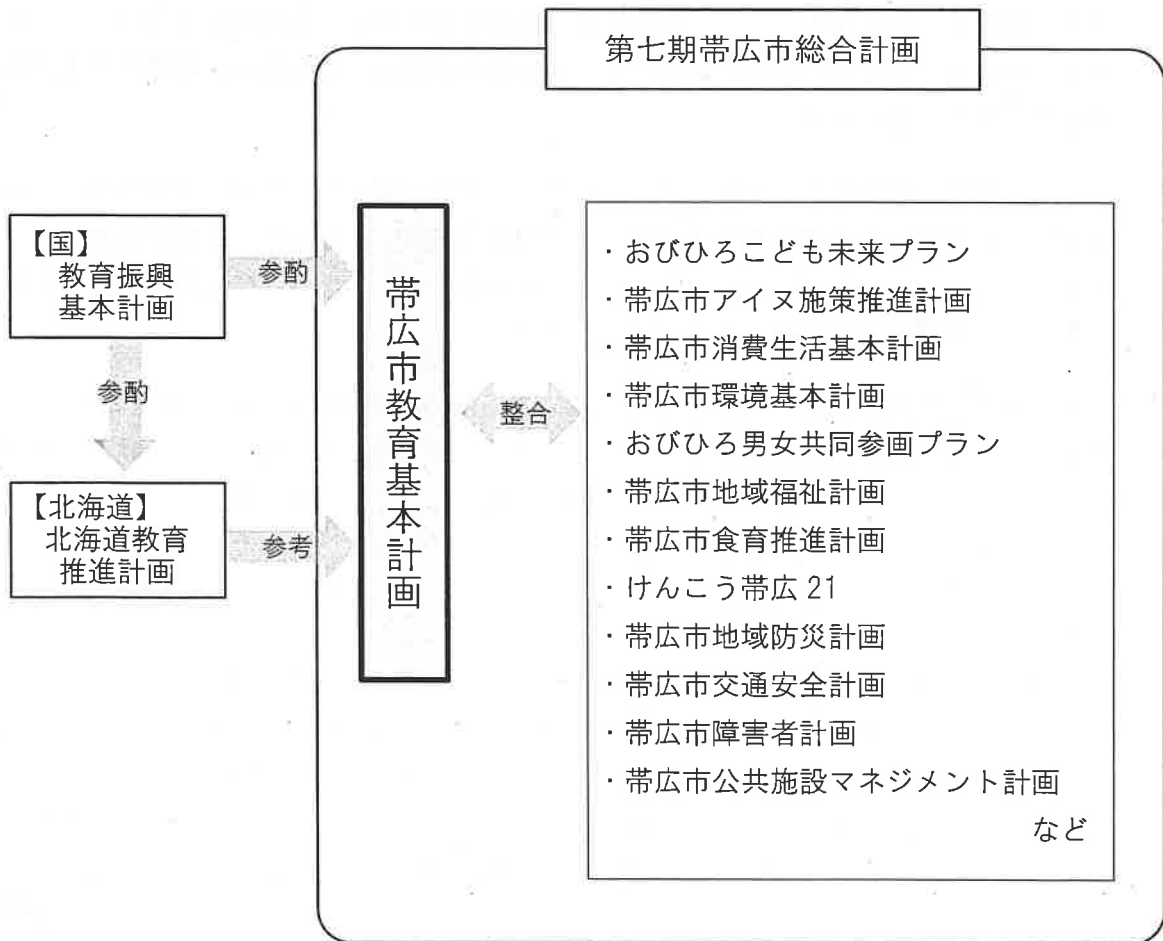 第七期帯広市総合計画
【国】
教育振興
基本計画
参酌
参酌
【北海道】
北海道教育
推進計画
参考
帯広市教育基本計画
整合
・おびひろこども未来プラン
・帯広市アイヌ施策推進計画
・帯広市消費生活基本計画
・帯広市環境基本計画
・おびひろ男女共同参画プラン
・帯広市地域福祉計画
・帯広市食育推進計画
・けんこう帯広 21
・帯広市地域防災計画
・帯広市交通安全計画
・帯広市障害者計画
・帯広市公共施設マネジメント計画
など